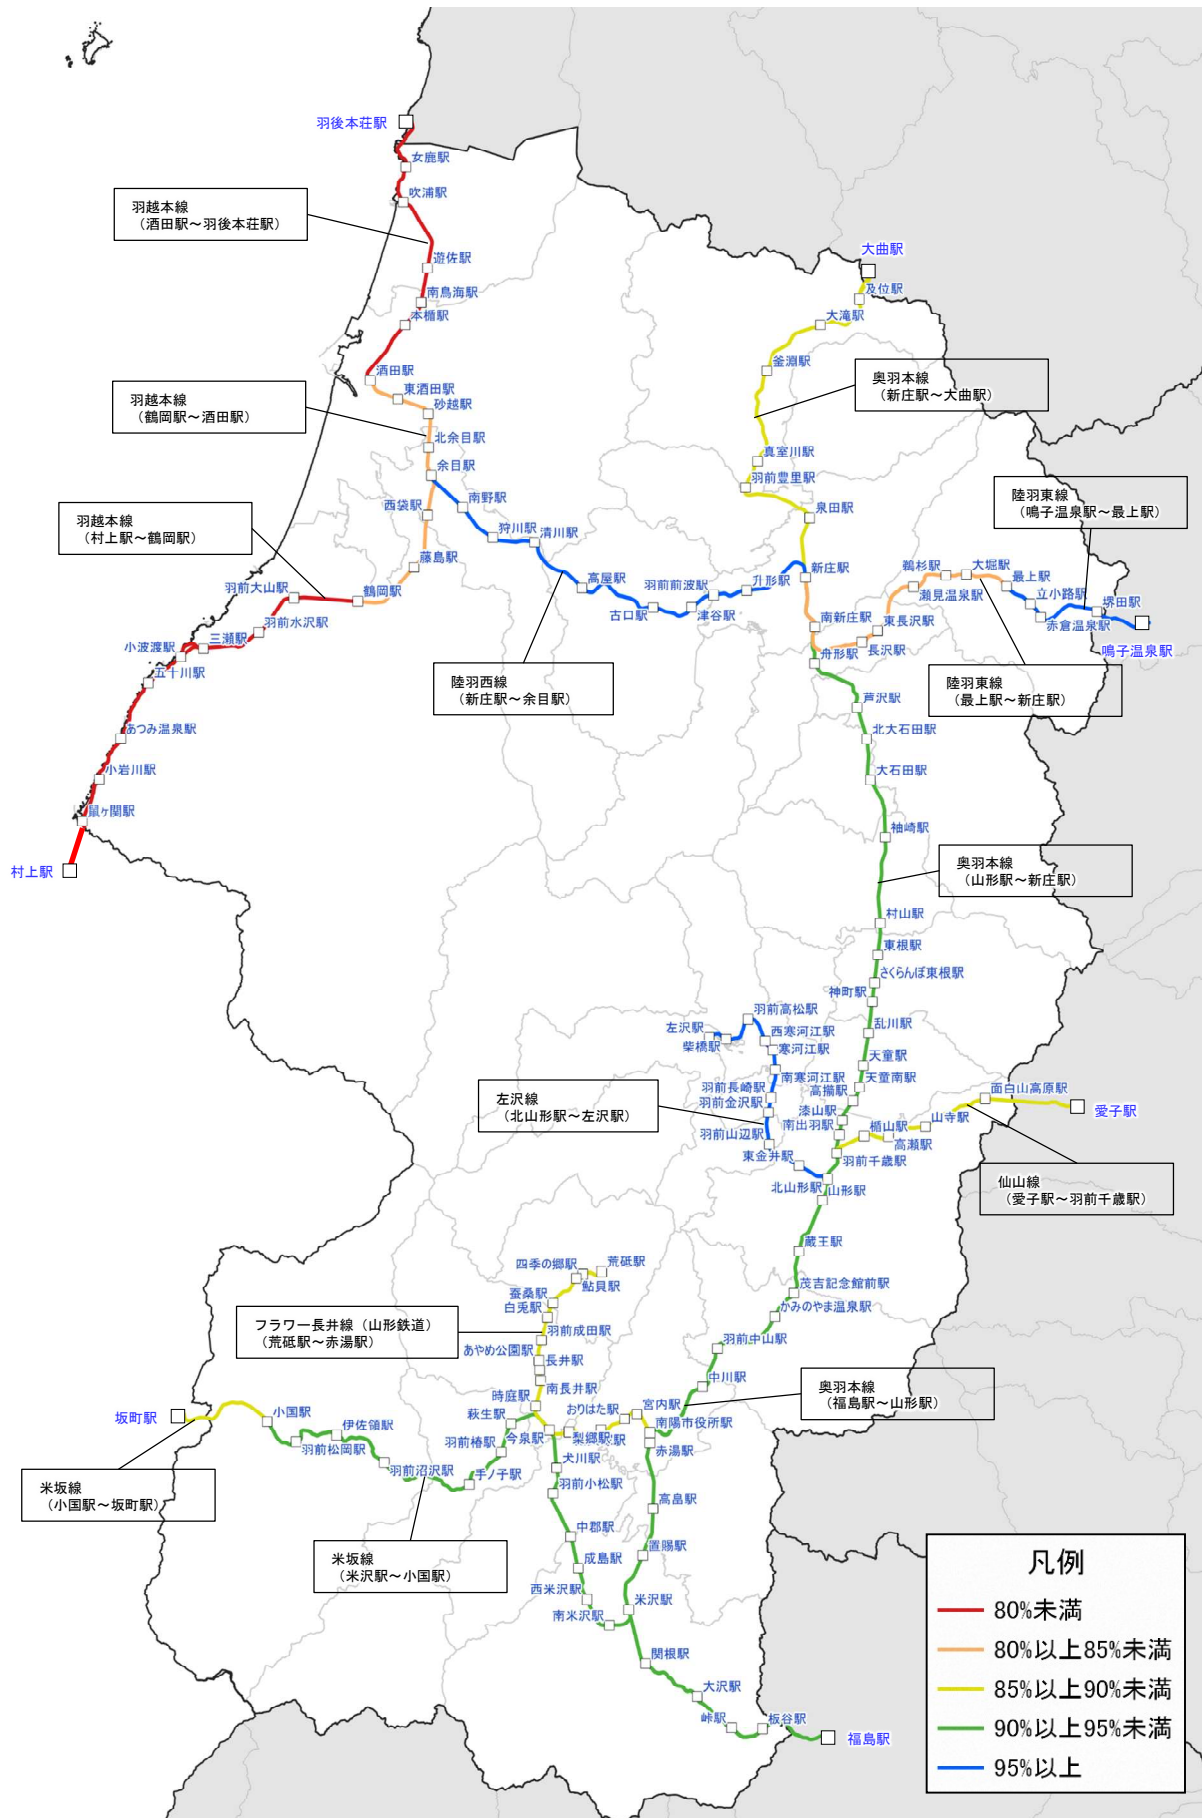 羽後本荘駅
女鹿駅
吹浦駅
羽越本線
（酒田駅～羽後本荘駅）
遊佐駅
南鳥海駅
本楯駅
大曲駅
及位駅
大滝駅
釜淵駅
奥羽本線
（新庄駅～大曲駅）
酒田駅
東酒田駅
砂越駅
羽越本線
（鶴岡駅～酒田駅）
北余目駅
余目駅
真室川駅
羽前豊里駅
泉田駅
陸羽東線
（鳴子温泉駅～最上駅）
西袋駅
南野駅
狩川駅
清川駅
羽越本線
（村上駅～鶴岡駅）
藤島駅
高屋駅
羽前前波駅
升形駅
新庄駅
鵜杉駅
大堀駅
最上駅
瀬見温泉駅
立小路駅
堺田駅
赤倉温泉駅
鳴子温泉駅
羽前大山駅
鶴岡駅
古口駅
津谷駅
南新庄駅
東長沢駅
長沢駅
羽前水沢駅
三瀬駅
小波渡駅
五十川駅
舟形駅
陸羽西線
（新庄駅～余目駅）
陸羽東線
（最上駅～新庄駅）
芦沢駅
北大石田駅
あつみ温泉駅
小岩川駅
大石田駅
鼠ヶ関駅
袖崎駅
村上駅
奥羽本線
（山形駅～新庄駅）
村山駅
東根駅
さくらんぼ東根駅
神町駅
羽前高松駅
左沢駅
柴橋駅
西寒河江駅
寒河江駅
乱川駅
天童駅
南寒河江駅
天童南駅
羽前長崎駅
高擶駅
羽前金沢駅
左沢線
（北山形駅～左沢駅）
面白山高原駅
愛子駅
漆山駅
南出羽駅
楯山駅
山寺駅
羽前山辺駅
高瀬駅
東金井駅
羽前千歳駅
北山形駅
山形駅
仙山線
（愛子駅～羽前千歳駅）
蔵王駅
四季の郷駅
荒砥駅
鮎貝駅
茂吉記念館前駅
蚕桑駅
白兎駅
かみのやま温泉駅
フラワー長井線（山形鉄道）
（荒砥駅～赤湯駅）
羽前成田駅
羽前中山駅
あやめ公園駅
長井駅
南長井駅
中川駅
奥羽本線
（福島駅～山形駅）
時庭駅
宮内駅
おりはた駅
坂町駅
小国駅
萩生駅
南陽市役所駅
伊佐領駅
今泉駅
梨郷駅
羽前松岡駅
羽前椿駅
赤湯駅
羽前沼沢駅
手ノ子駅
犬川駅
羽前小松駅
米坂線
（小国駅～坂町駅）
高畠駅
中郡駅
置賜駅
米坂線
（米沢駅～小国駅）
成島駅
西米沢駅
南米沢駅
米沢駅
関根駅
大沢駅
峠駅
板谷駅
福島駅
凡例
80%未満
80%以上85%未満
85%以上90%未満
90%以上95%未満
95%以上